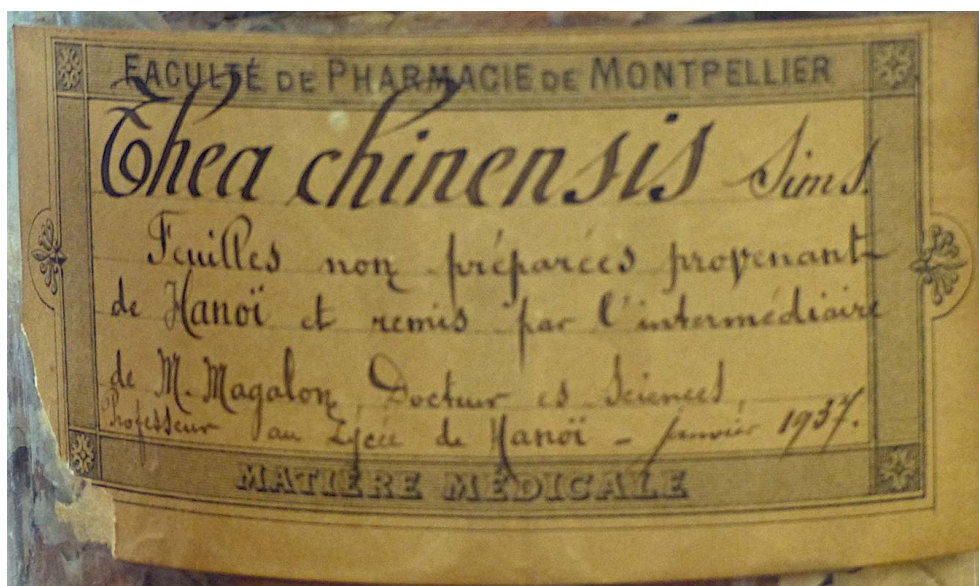 FACULTÉ DE PHARMACIE DE MONTPELLIER
Thea chinensis Sims.
Feuilles non préparées provenant
de Hanoï et remis par l'intermédiaire
de M. Magalon, Docteur es Sciences,
Professeur au Lycée de Hanoï – janvier 1937.
MATIÈRE MÉDICALE